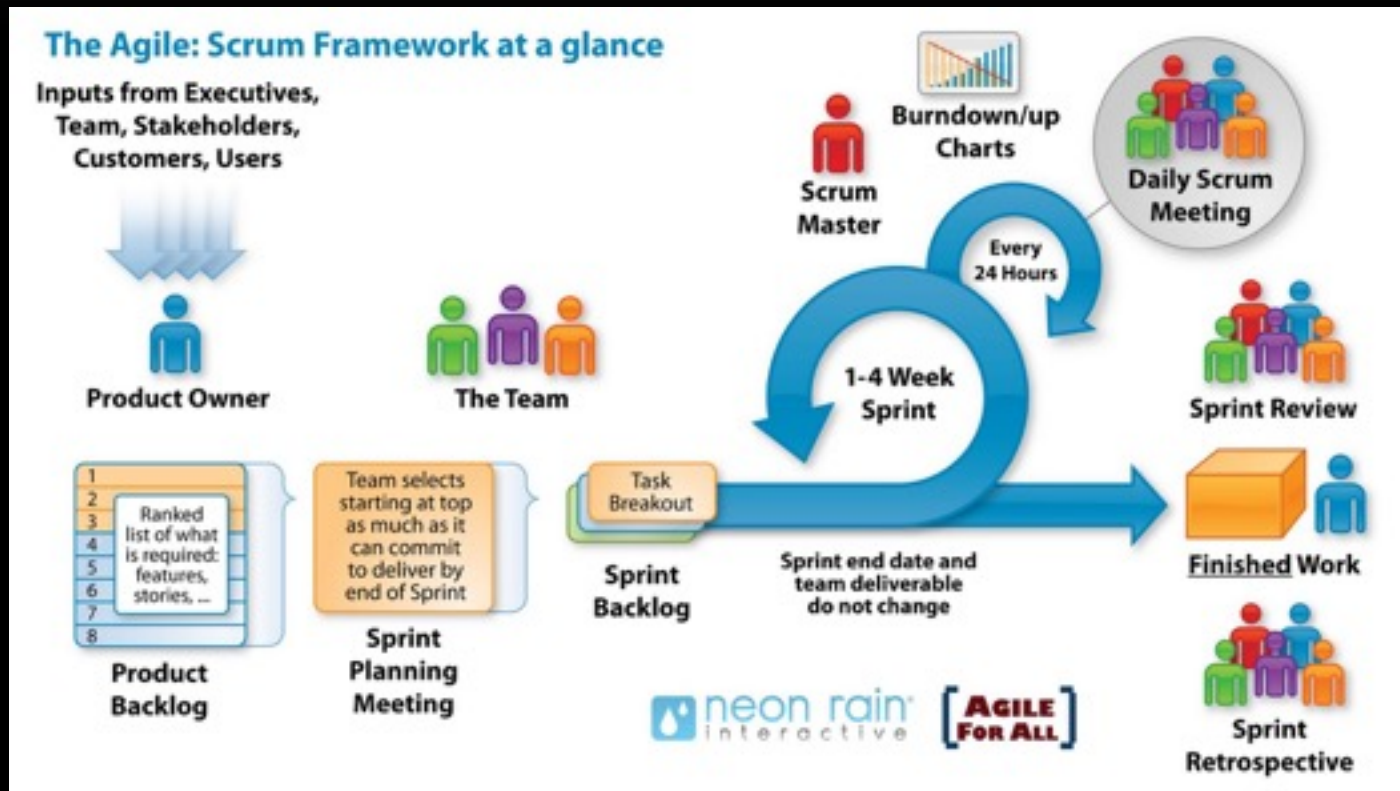 The Agile: Scrum Framework at a glance
Inputs from Executives,
Team, Stakeholders,
Customers, Users
Product Owner
The Team
Scrum
Master
Burndown/up
Charts
Daily Scrum
Meeting
Every
24 Hours
1-4 Week
Sprint
Sprint Review
1
2
3
4
5
6
7
8
Ranked
list of what
is required:
features,
stories, ...
Product
Backlog
Team selects
starting at top
as much as it
can commit
to deliver by
end of Sprint
Sprint
Planning
Meeting
Task
Breakout
Sprint
Backlog
Sprint end date and
team deliverable
do not change
Finished Work
Sprint
Retrospective
neon rain
interactive
AGILE
FOR ALL